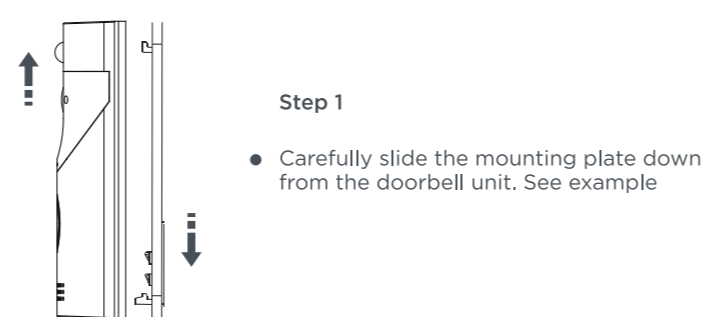 Step 1
● Carefully slide the mounting plate down
from the doorbell unit. See example